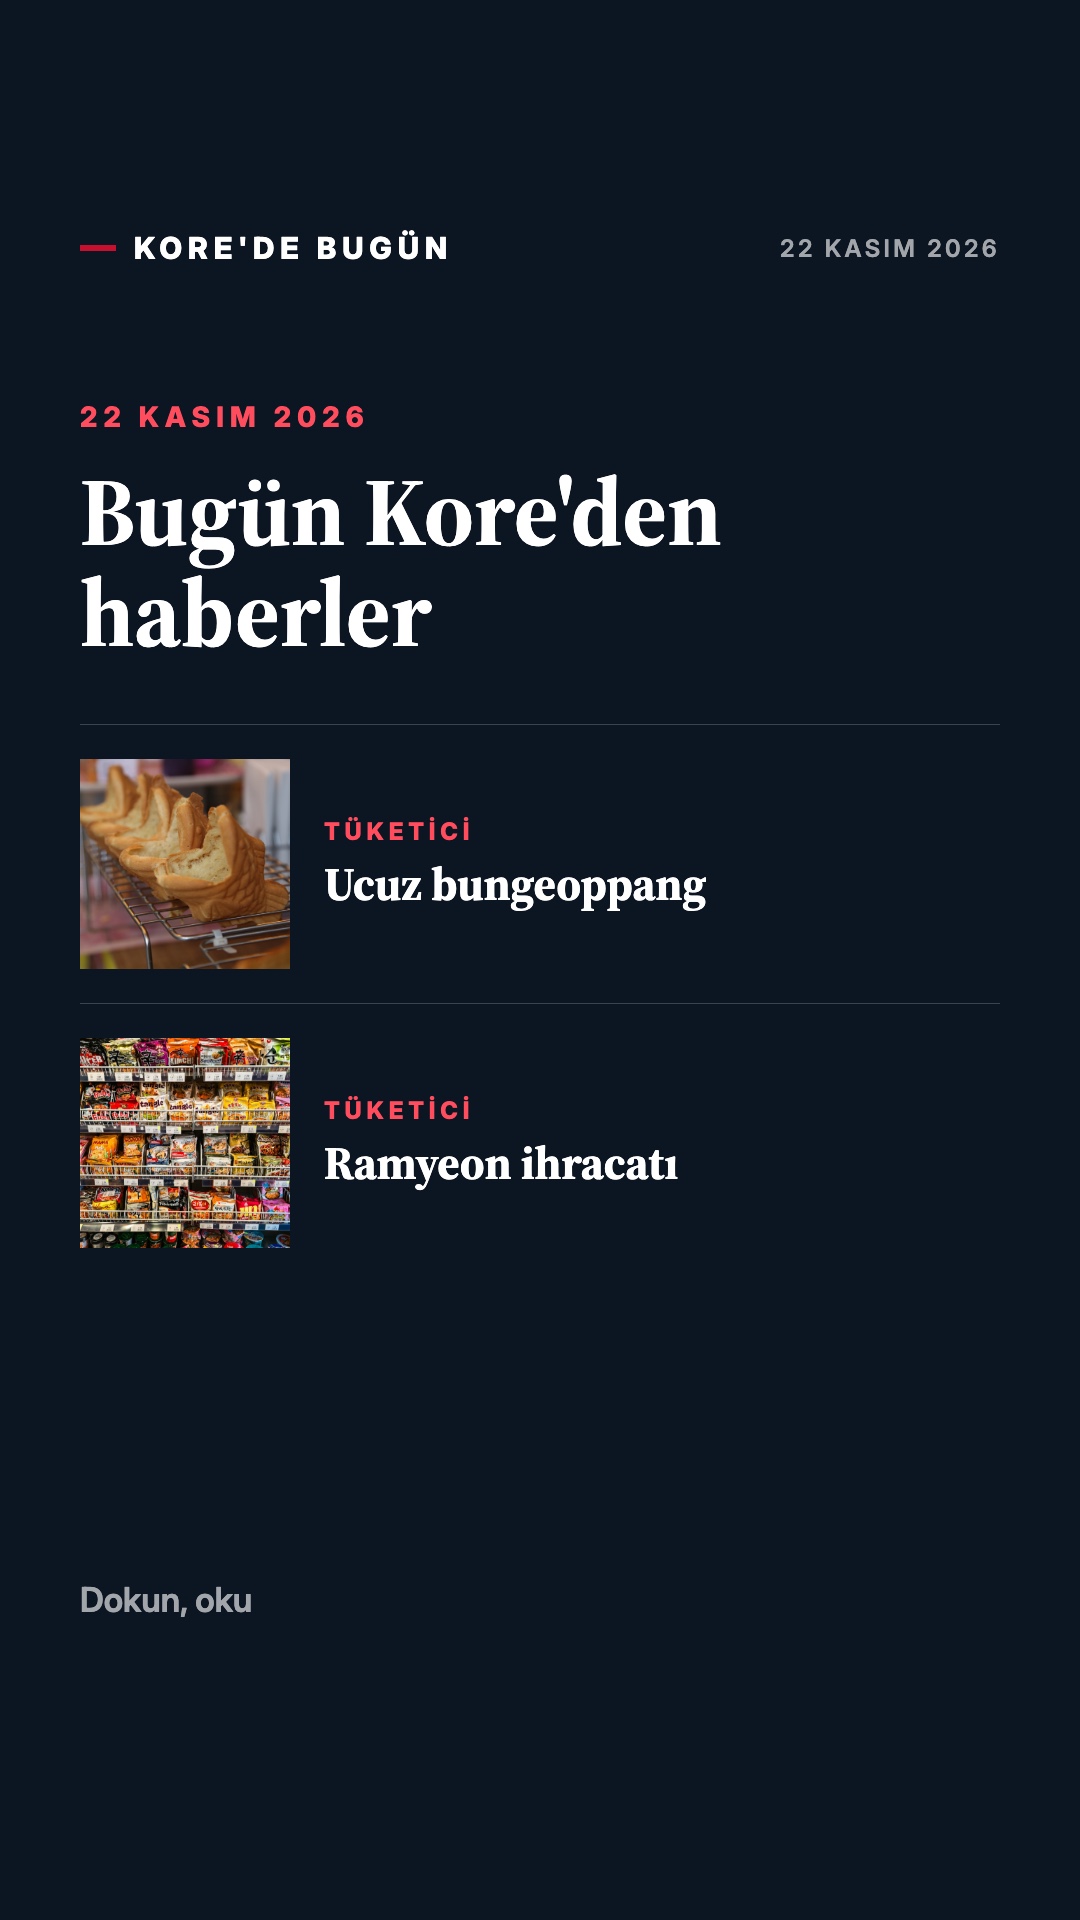 KORE'DE BUGÜN
22 KASIM 2026
22 KASIM 2026
Bugün Kore'den
haberler
TÜKETİCİ
Ucuz bungeoppang
TÜKETİCİ
Ramyeon ihracatı
Dokun, oku